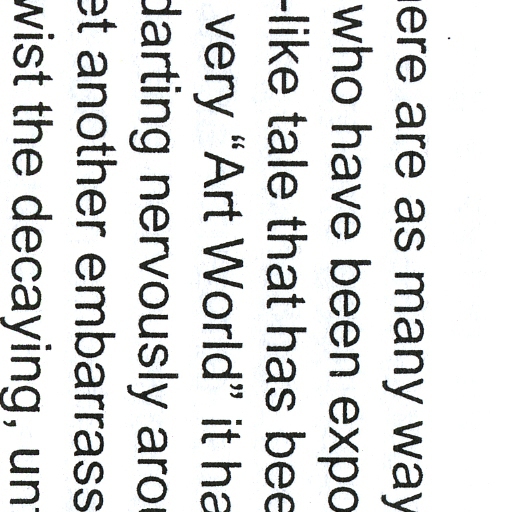 ere are as many way
who have been expo
-like tale that has bee
very “Art World” it ha
darting nervously arou
et another embarrass
wist the decaying, un